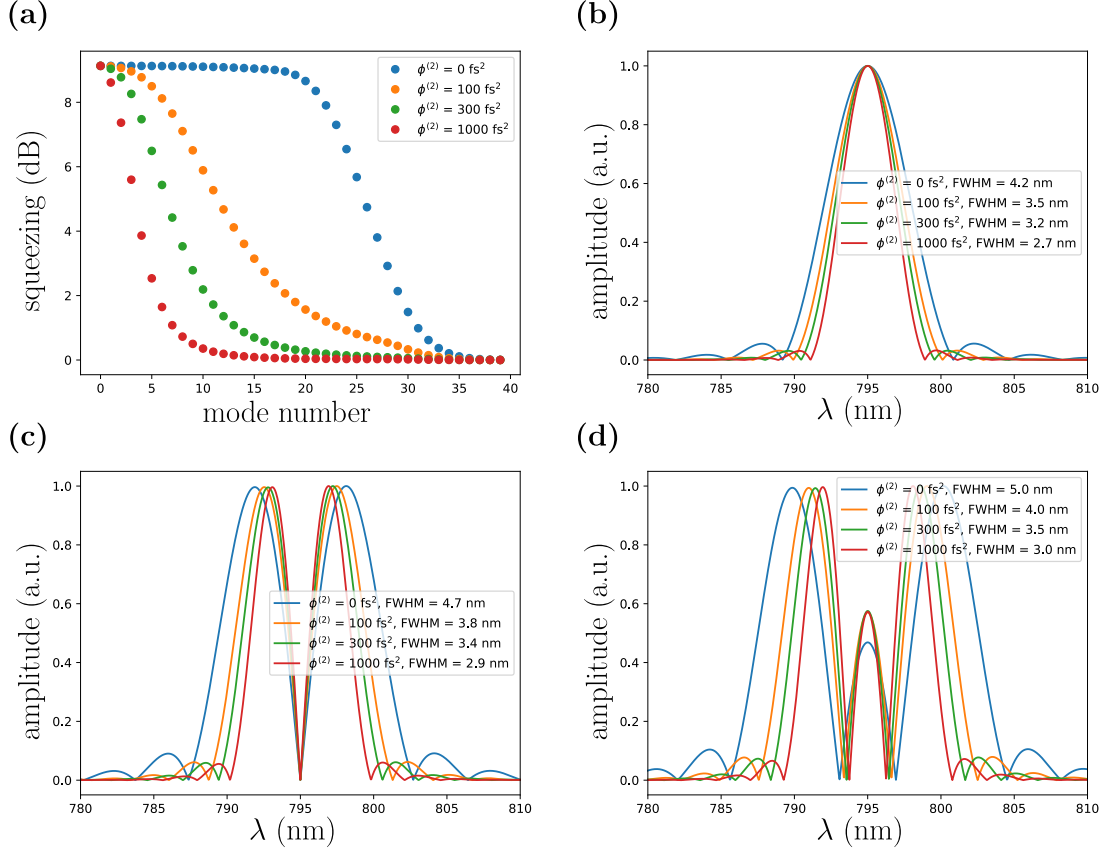 (a)
squeezing (dB)
8
6
4
2
0
0 5 10 15 20 25 30 35 40
mode number
ϕ⁽²⁾ = 0 fs²
ϕ⁽²⁾ = 100 fs²
ϕ⁽²⁾ = 300 fs²
ϕ⁽²⁾ = 1000 fs²
(b)
amplitude (a.u.)
1.0
0.8
0.6
0.4
0.2
0.0
780 785 790 795 800 805 810
λ (nm)
ϕ⁽²⁾ = 0 fs², FWHM = 4.2 nm
ϕ⁽²⁾ = 100 fs², FWHM = 3.5 nm
ϕ⁽²⁾ = 300 fs², FWHM = 3.2 nm
ϕ⁽²⁾ = 1000 fs², FWHM = 2.7 nm
(c)
amplitude (a.u.)
1.0
0.8
0.6
0.4
0.2
0.0
780 785 790 795 800 805 810
λ (nm)
ϕ⁽²⁾ = 0 fs², FWHM = 4.7 nm
ϕ⁽²⁾ = 100 fs², FWHM = 3.8 nm
ϕ⁽²⁾ = 300 fs², FWHM = 3.4 nm
ϕ⁽²⁾ = 1000 fs², FWHM = 2.9 nm
(d)
amplitude (a.u.)
1.0
0.8
0.6
0.4
0.2
0.0
780 785 790 795 800 805 810
λ (nm)
ϕ⁽²⁾ = 0 fs², FWHM = 5.0 nm
ϕ⁽²⁾ = 100 fs², FWHM = 4.0 nm
ϕ⁽²⁾ = 300 fs², FWHM = 3.5 nm
ϕ⁽²⁾ = 1000 fs², FWHM = 3.0 nm